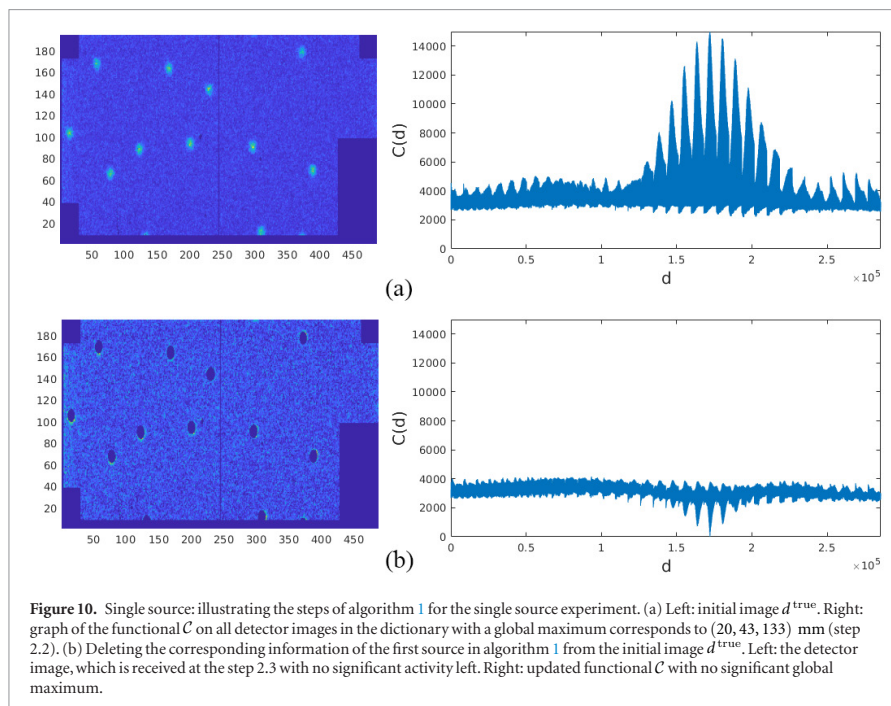 180
160
140
120
100
80
60
40
20
50 100 150 200 250 300 350 400 450
14000
12000
10000
8000
6000
4000
2000
0
C(d)
0 0.5 1 1.5 2 2.5
d
×10⁵
(a)
180
160
140
120
100
80
60
40
20
50 100 150 200 250 300 350 400 450
14000
12000
10000
8000
6000
4000
2000
0
C(d)
0 0.5 1 1.5 2 2.5
d
×10⁵
(b)
Figure 10. Single source: illustrating the steps of algorithm 1 for the single source experiment. (a) Left: initial image d^true. Right:
graph of the functional C on all detector images in the dictionary with a global maximum corresponds to (20, 43, 133) mm (step
2.2). (b) Deleting the corresponding information of the first source in algorithm 1 from the initial image d^true. Left: the detector
image, which is received at the step 2.3 with no significant activity left. Right: updated functional C with no significant global
maximum.